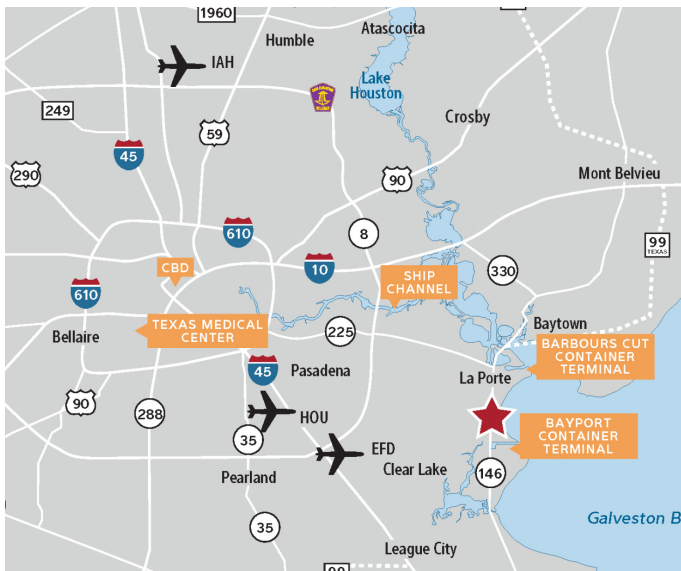 1960
Humble
Atascocita
IAH
Lake
Houston
249
59
Crosby
45
290
90
Mont Belvieu
610
8
99
TEXAS
CBD
10
SHIP
CHANNEL
330
610
TEXAS MEDICAL
CENTER
225
Baytown
Bellaire
BARBOURS CUT
CONTAINER
TERMINAL
45
Pasadena
La Porte
90
288
HOU
35
BAYPORT
CONTAINER
TERMINAL
EFD
Pearland
Clear Lake
146
35
Galveston B
League City
99